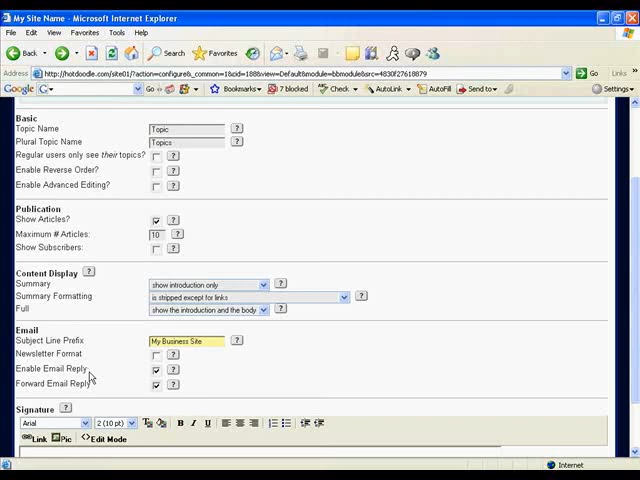 My Site Name - Microsoft Internet Explorer
File Edit View Favorites Tools Help
Back Search Favorites
Address http://hotdoodle.com/site01/?action=configure&_common=1&cid=188&view=Default&module=bbmodule&src=4830f27618879 Go Links
Google G Go Bookmarks 7 blocked Check AutoLink AutoFill Send to Settings
Basic
Topic Name Topic ?
Plural Topic Name Topics ?
Regular users only see their topics? ?
Enable Reverse Order? ?
Enable Advanced Editing? ?
Publication
Show Articles? ?
Maximum # Articles: 10 ?
Show Subscribers: ?
Content Display ?
Summary show introduction only ?
Summary Formatting is stripped except for links ?
Full show the introduction and the body ?
Email
Subject Line Prefix My Business Site ?
Newsletter Format ?
Enable Email Reply ?
Forward Email Reply ?
Signature ?
Arial 2 (10 pt) B I U
Link Pic <>Edit Mode
Internet